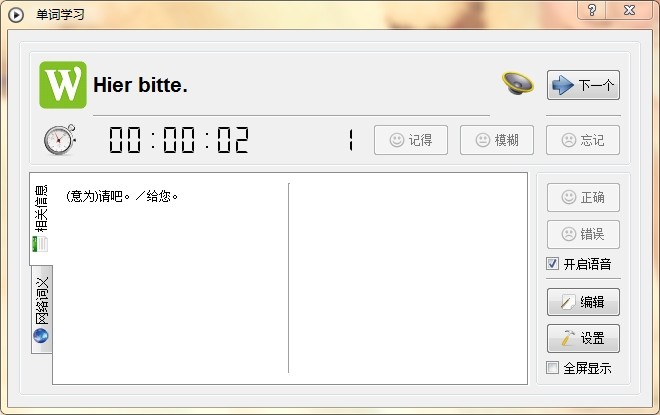 单词学习
W
Hier bitte.
下一个
00:00:02
1
记得
模糊
忘记
相关信息
网络词义
(意为)请吧。／给您。
正确
错误
开启语音
编辑
设置
全屏显示